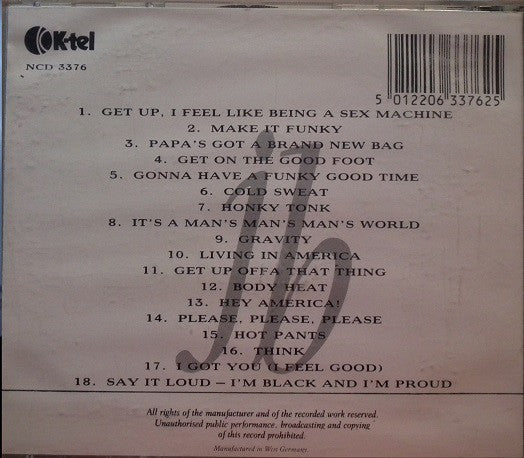 K-tel
NCD 3376
5 012206 337625
1. GET UP, I FEEL LIKE BEING A SEX MACHINE
2. MAKE IT FUNKY
3. PAPA'S GOT A BRAND NEW BAG
4. GET ON THE GOOD FOOT
5. GONNA HAVE A FUNKY GOOD TIME
6. COLD SWEAT
7. HONKY TONK
8. IT'S A MAN'S MAN'S MAN'S WORLD
9. GRAVITY
10. LIVING IN AMERICA
11. GET UP OFFA THAT THING
12. BODY HEAT
13. HEY AMERICA!
14. PLEASE, PLEASE, PLEASE
15. HOT PANTS
16. THINK
17. I GOT YOU (I FEEL GOOD)
18. SAY IT LOUD – I'M BLACK AND I'M PROUD
jb
All rights of the manufacturer and of the recorded work reserved.
Unauthorised public performance, broadcasting and copying
of this record prohibited.
Manufactured in West Germany.